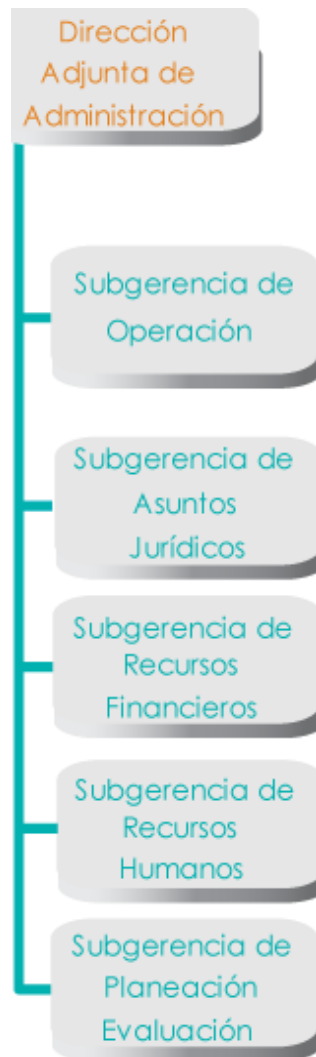 Dirección
Adjunta de
Administración
Subgerencia de
Operación
Subgerencia de
Asuntos
Jurídicos
Subgerencia de
Recursos
Financieros
Subgerencia de
Recursos
Humanos
Subgerencia de
Planeación
Evaluación